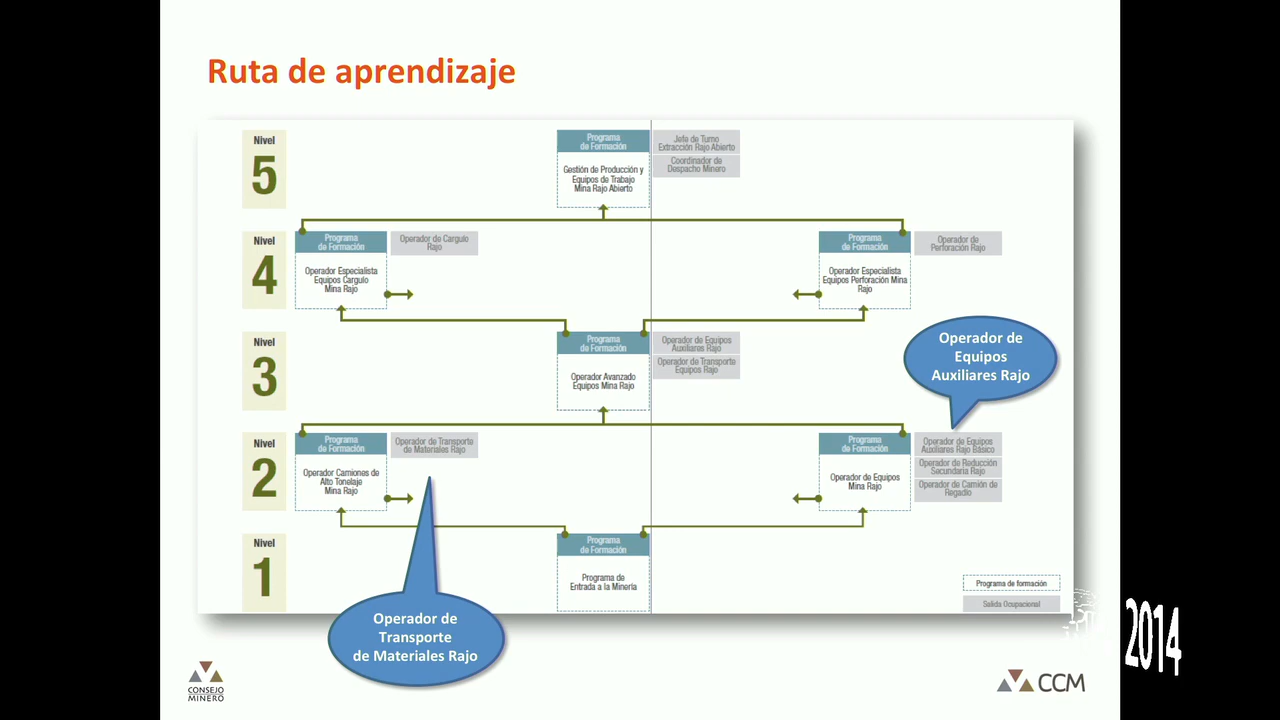 Ruta de aprendizaje
Nivel
5
Programa
de Formación
Gestión de Producción y
Equipos de Trabajo
Mina Rajo Abierto
Jefe de Turno
Extracción Rajo Abierto
Coordinador de
Despacho Minero
Nivel
4
Programa
de Formación
Operador Especialista
Equipos Carguío
Mina Rajo
Operador de Carguío
Rajo
Programa
de Formación
Operador Especialista
Equipos Perforación Mina
Rajo
Operador de
Perforación Rajo
Nivel
3
Programa
de Formación
Operador Avanzado
Equipos Mina Rajo
Operador de Equipos
Auxiliares Rajo
Operador de Transporte
Equipos Rajo
Operador de
Equipos
Auxiliares Rajo
Nivel
2
Programa
de Formación
Operador Camiones de
Alto Tonelaje
Mina Rajo
Operador de Transporte
de Materiales Rajo
Programa
de Formación
Operador de Equipos
Mina Rajo
Operador de Equipos
Auxiliares Rajo Básico
Operador de Reducción
Secundaria Rajo
Operador de Camión de
Regadío
Nivel
1
Programa
de Formación
Programa de
Entrada a la Minería
Programa de formación
Salida Ocupacional
Operador de
Transporte
de Materiales Rajo
CONSEJO
MINERO
CCM
2014